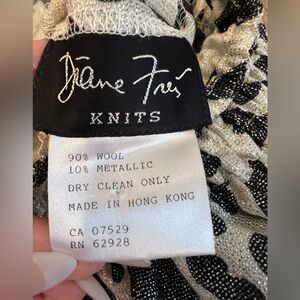 Diane Freis
KNITS
90% WOOL
10% METALLIC
DRY CLEAN ONLY
MADE IN HONG KONG
CA 07529
RN 62928